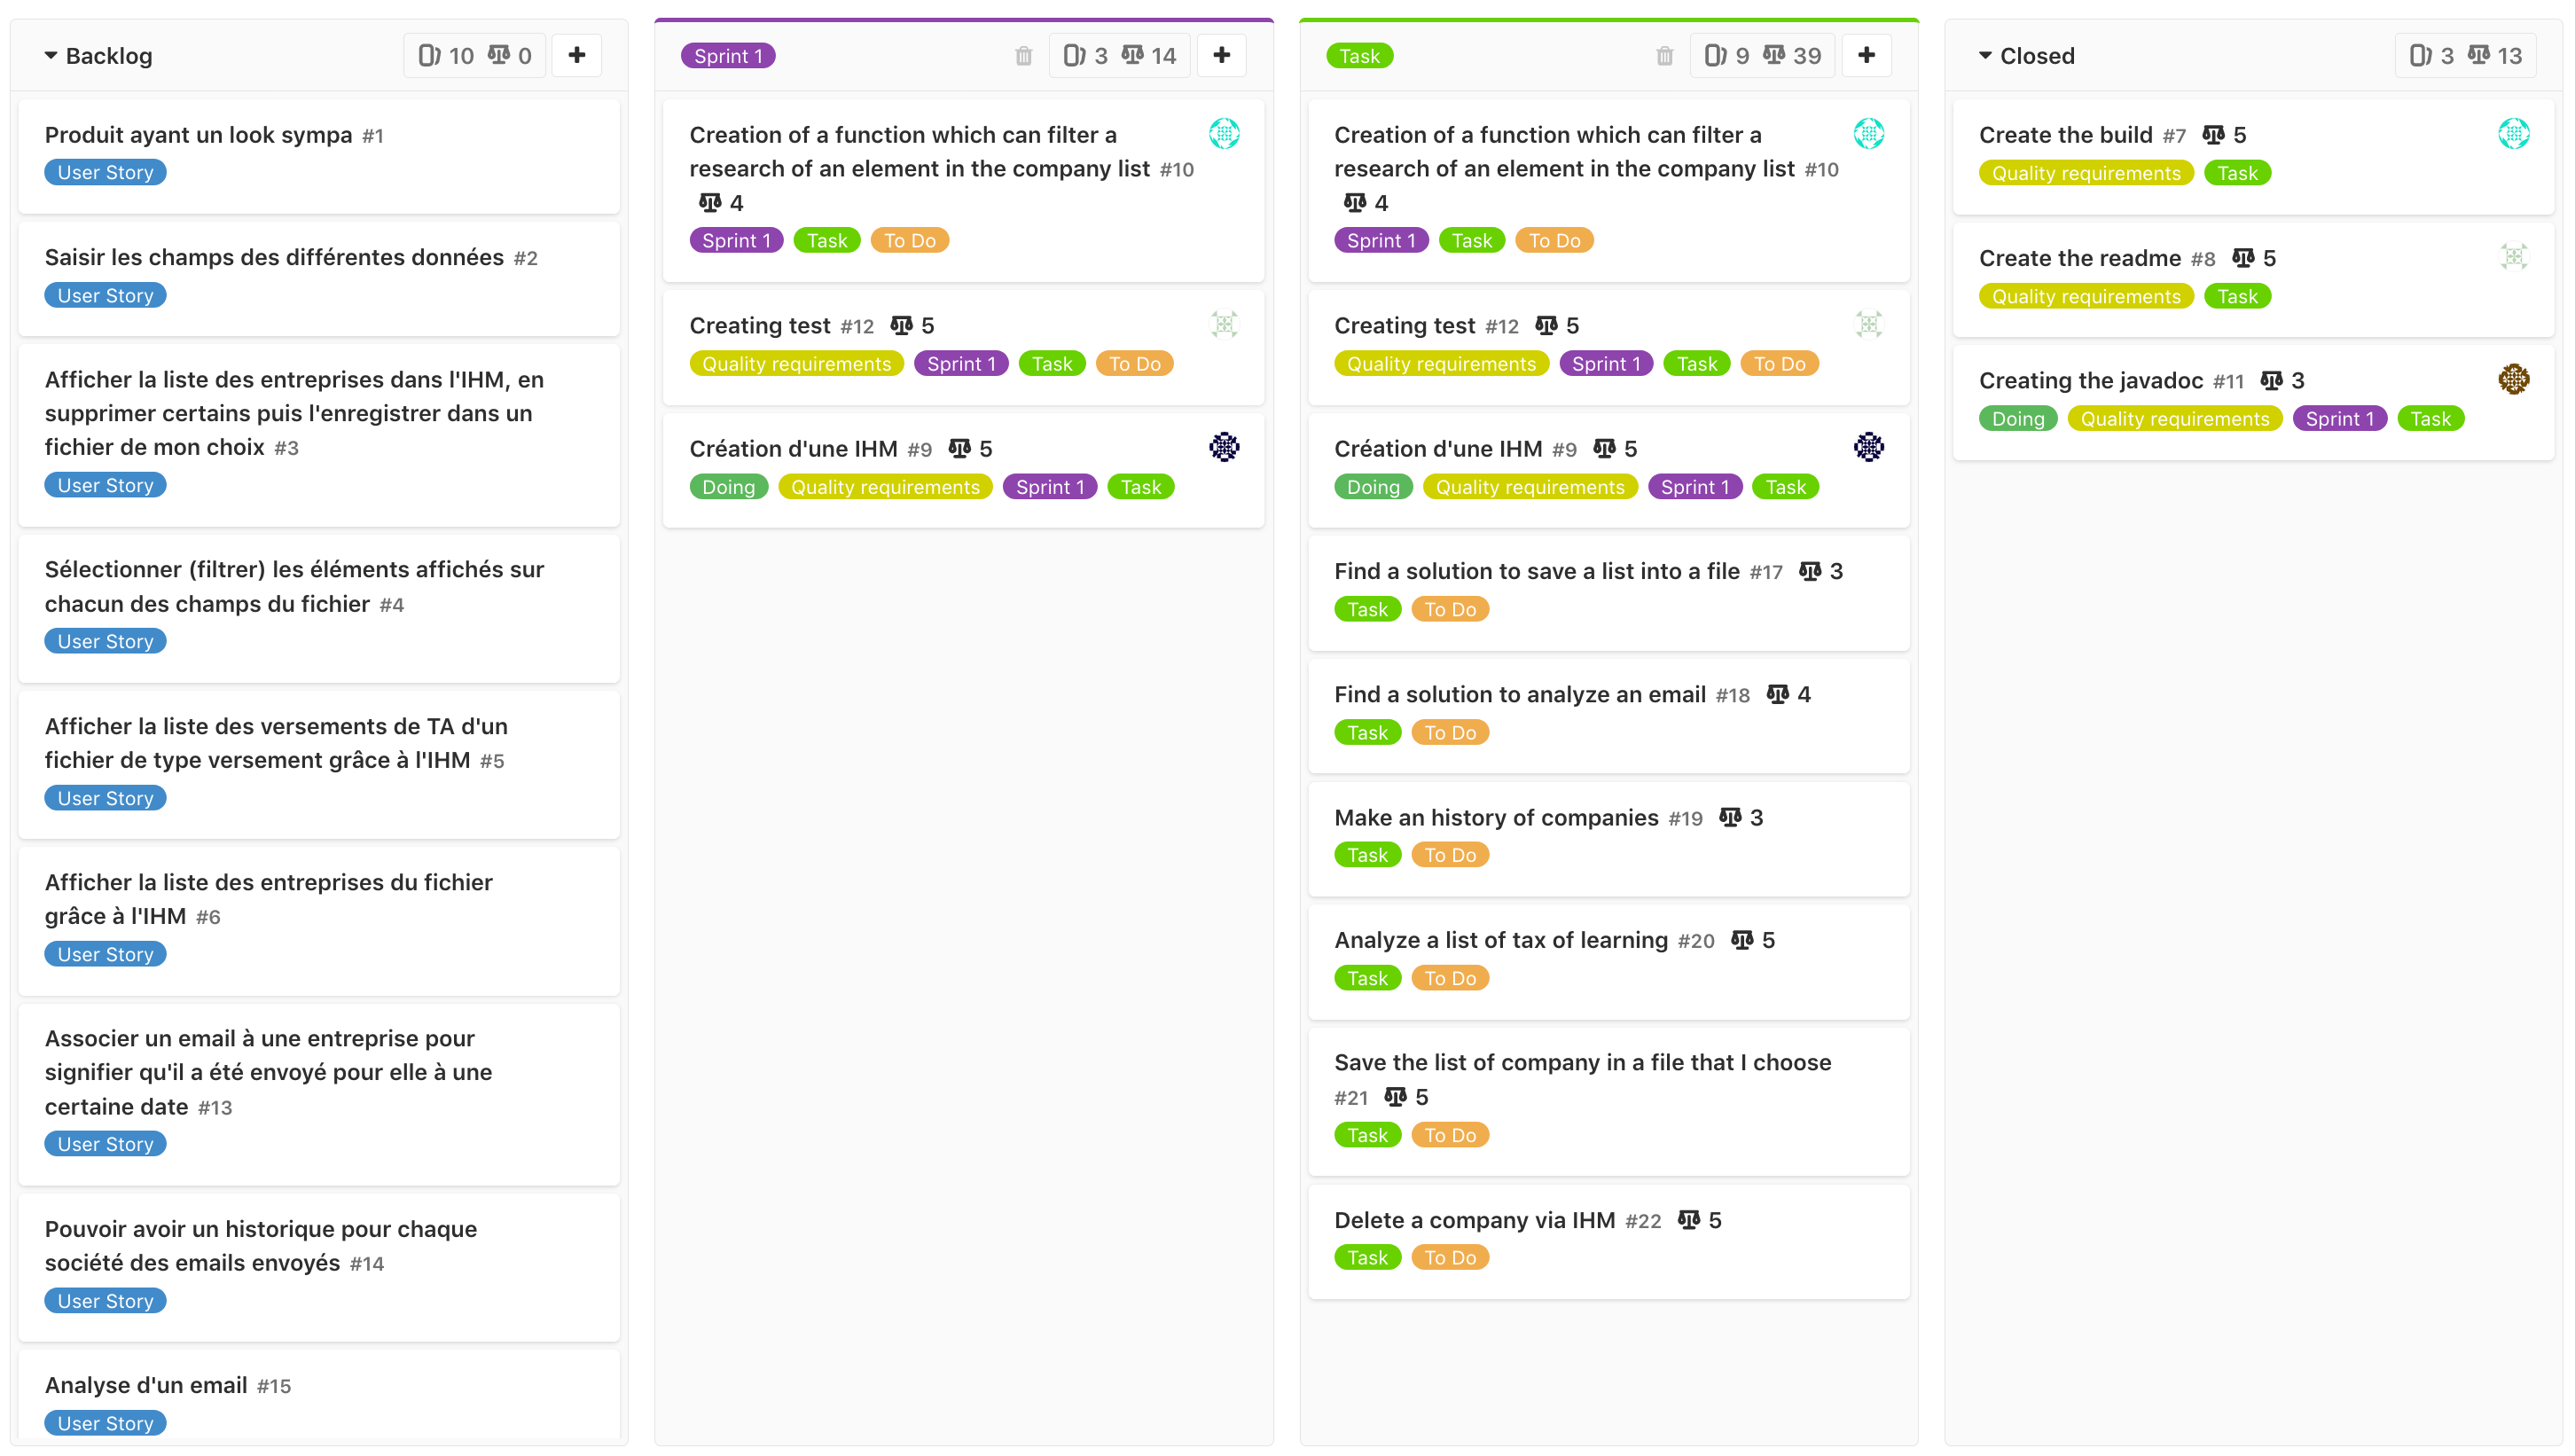 Backlog 10 0
Produit ayant un look sympa #1
User Story
Saisir les champs des différentes données #2
User Story
Afficher la liste des entreprises dans l'IHM, en
supprimer certains puis l'enregistrer dans un
fichier de mon choix #3
User Story
Sélectionner (filtrer) les éléments affichés sur
chacun des champs du fichier #4
User Story
Afficher la liste des versements de TA d'un
fichier de type versement grâce à l'IHM #5
User Story
Afficher la liste des entreprises du fichier
grâce à l'IHM #6
User Story
Associer un email à une entreprise pour
signifier qu'il a été envoyé pour elle à une
certaine date #13
User Story
Pouvoir avoir un historique pour chaque
société des emails envoyés #14
User Story
Analyse d'un email #15
User Story
Sprint 1 3 14
Creation of a function which can filter a
research of an element in the company list #10
4
Sprint 1 Task To Do
Creating test #12 5
Quality requirements Sprint 1 Task To Do
Création d'une IHM #9 5
Doing Quality requirements Sprint 1 Task
Task 9 39
Creation of a function which can filter a
research of an element in the company list #10
4
Sprint 1 Task To Do
Creating test #12 5
Quality requirements Sprint 1 Task To Do
Création d'une IHM #9 5
Doing Quality requirements Sprint 1 Task
Find a solution to save a list into a file #17 3
Task To Do
Find a solution to analyze an email #18 4
Task To Do
Make an history of companies #19 3
Task To Do
Analyze a list of tax of learning #20 5
Task To Do
Save the list of company in a file that I choose
#21 5
Task To Do
Delete a company via IHM #22 5
Task To Do
Closed 3 13
Create the build #7 5
Quality requirements Task
Create the readme #8 5
Quality requirements Task
Creating the javadoc #11 3
Doing Quality requirements Sprint 1 Task